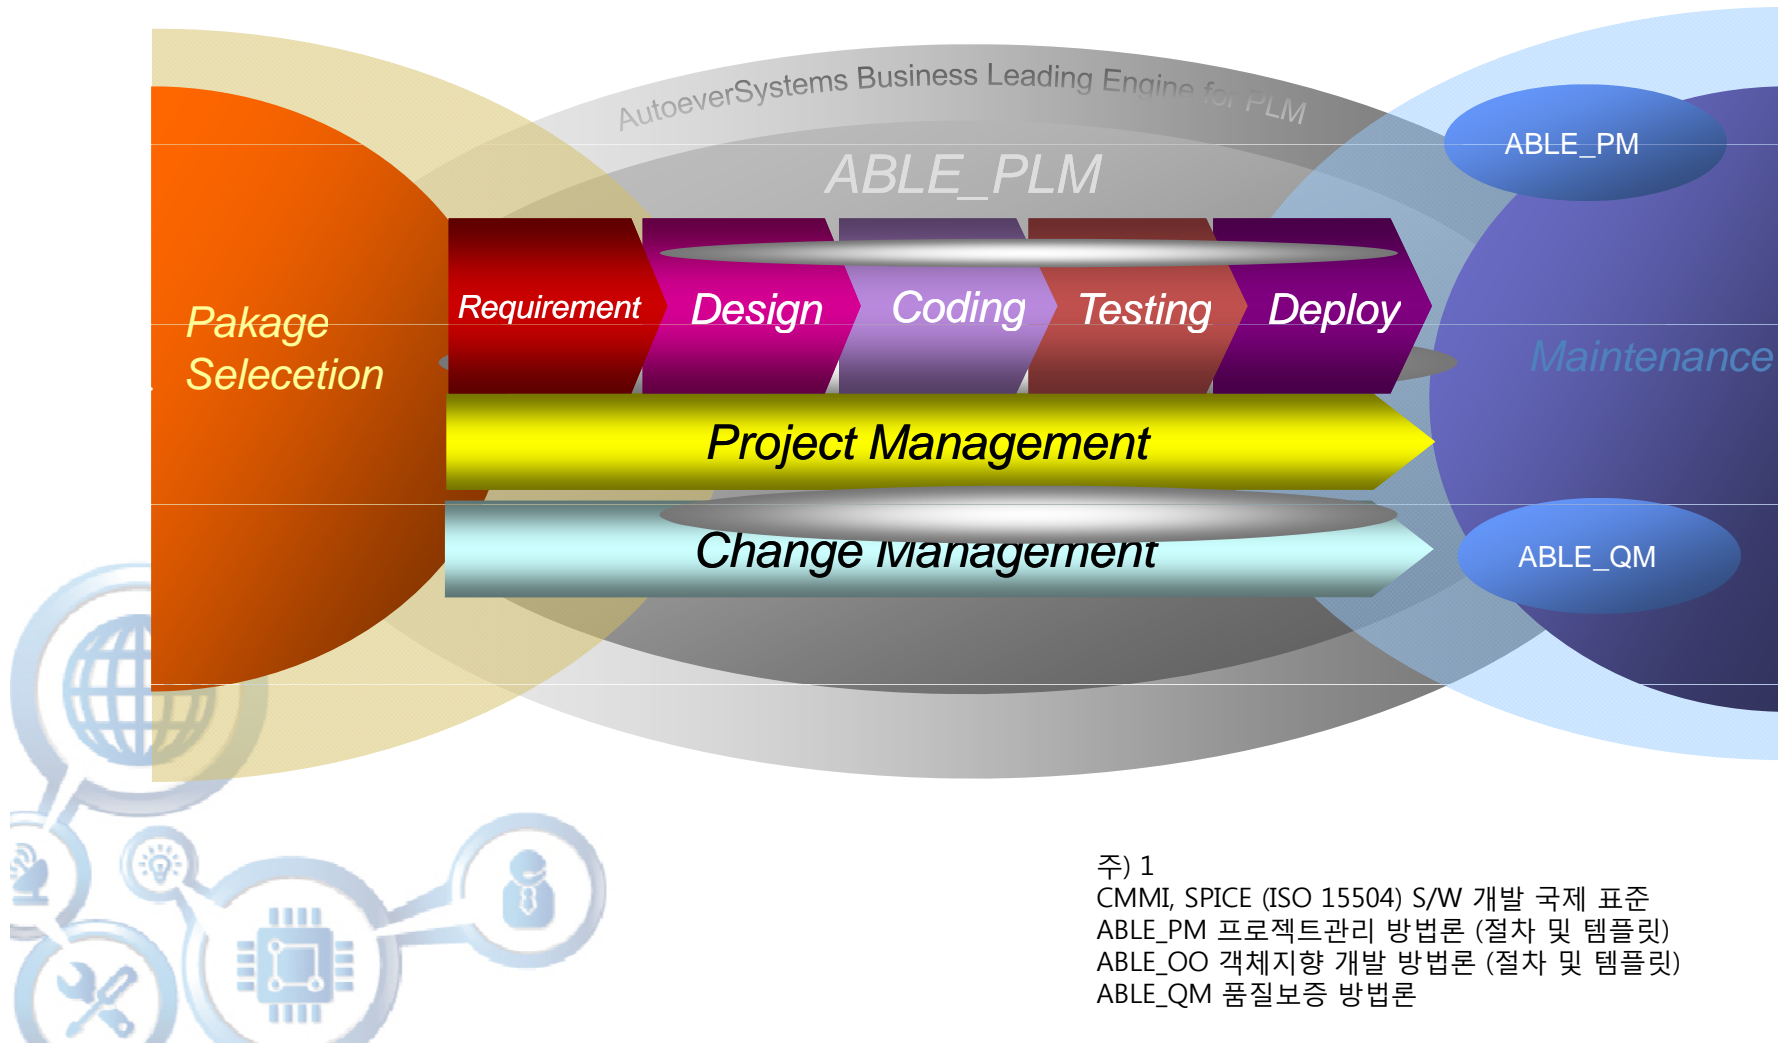 AutoeverSystems Business Leading Engine for PLM
ABLE_PLM
ABLE_PM
Pakage
Selecetion
Requirement
Design
Coding
Testing
Deploy
Maintenance
Project Management
Change Management
ABLE_QM
주) 1
CMMI, SPICE (ISO 15504) S/W 개발 국제 표준
ABLE_PM 프로젝트관리 방법론 (절차 및 템플릿)
ABLE_OO 객체지향 개발 방법론 (절차 및 템플릿)
ABLE_QM 품질보증 방법론